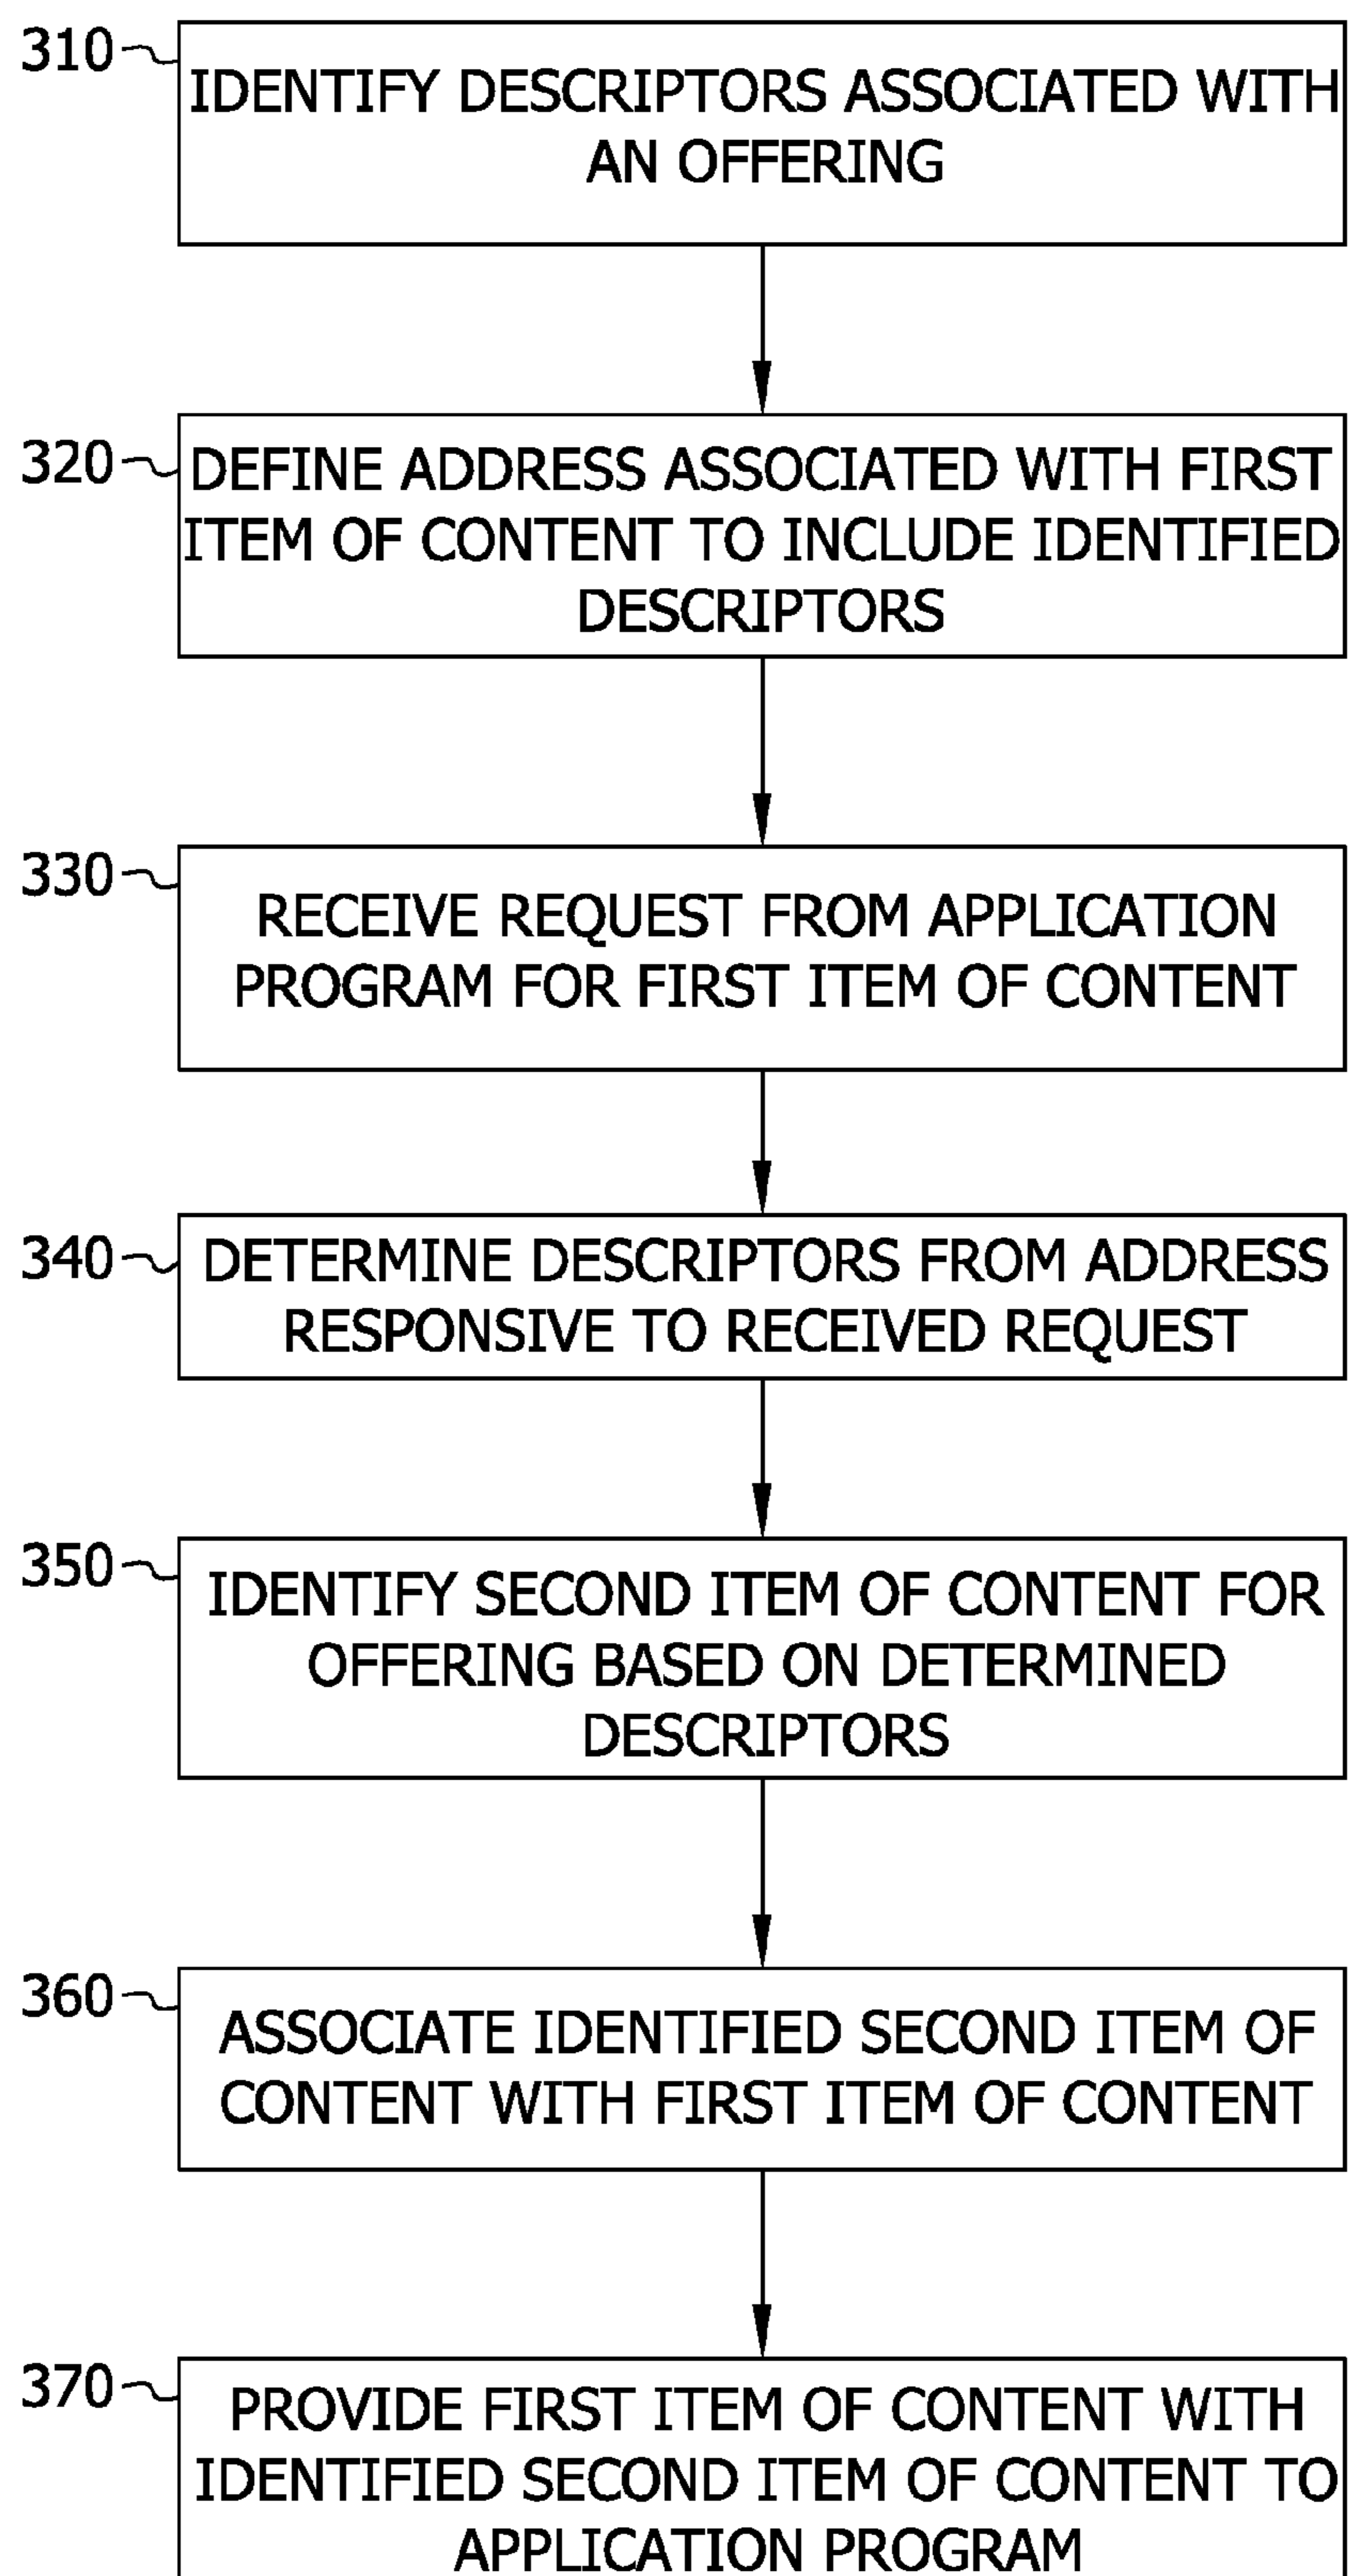 310
IDENTIFY DESCRIPTORS ASSOCIATED WITH
AN OFFERING
320
DEFINE ADDRESS ASSOCIATED WITH FIRST
ITEM OF CONTENT TO INCLUDE IDENTIFIED
DESCRIPTORS
330
RECEIVE REQUEST FROM APPLICATION
PROGRAM FOR FIRST ITEM OF CONTENT
340
DETERMINE DESCRIPTORS FROM ADDRESS
RESPONSIVE TO RECEIVED REQUEST
350
IDENTIFY SECOND ITEM OF CONTENT FOR
OFFERING BASED ON DETERMINED
DESCRIPTORS
360
ASSOCIATE IDENTIFIED SECOND ITEM OF
CONTENT WITH FIRST ITEM OF CONTENT
370
PROVIDE FIRST ITEM OF CONTENT WITH
IDENTIFIED SECOND ITEM OF CONTENT TO
APPLICATION PROGRAM